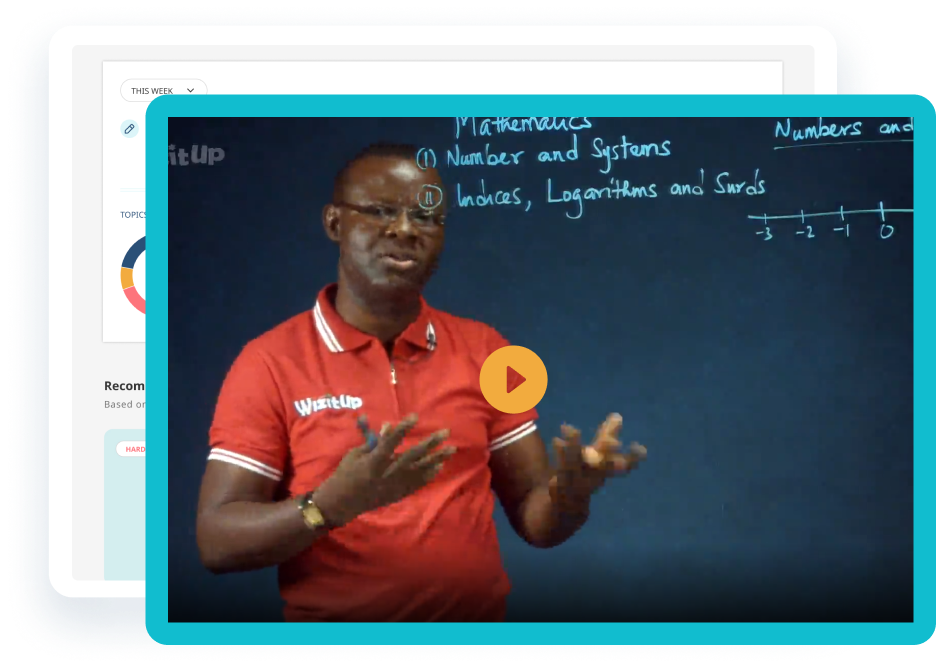 THIS WEEK
TOPICS
Recom
Based on
HARD
itUp
Mathematics
(I) Number and Systems
(II) Indices, Logarithms and Surds
Numbers and
-3 -2 -1 0
WizitUp